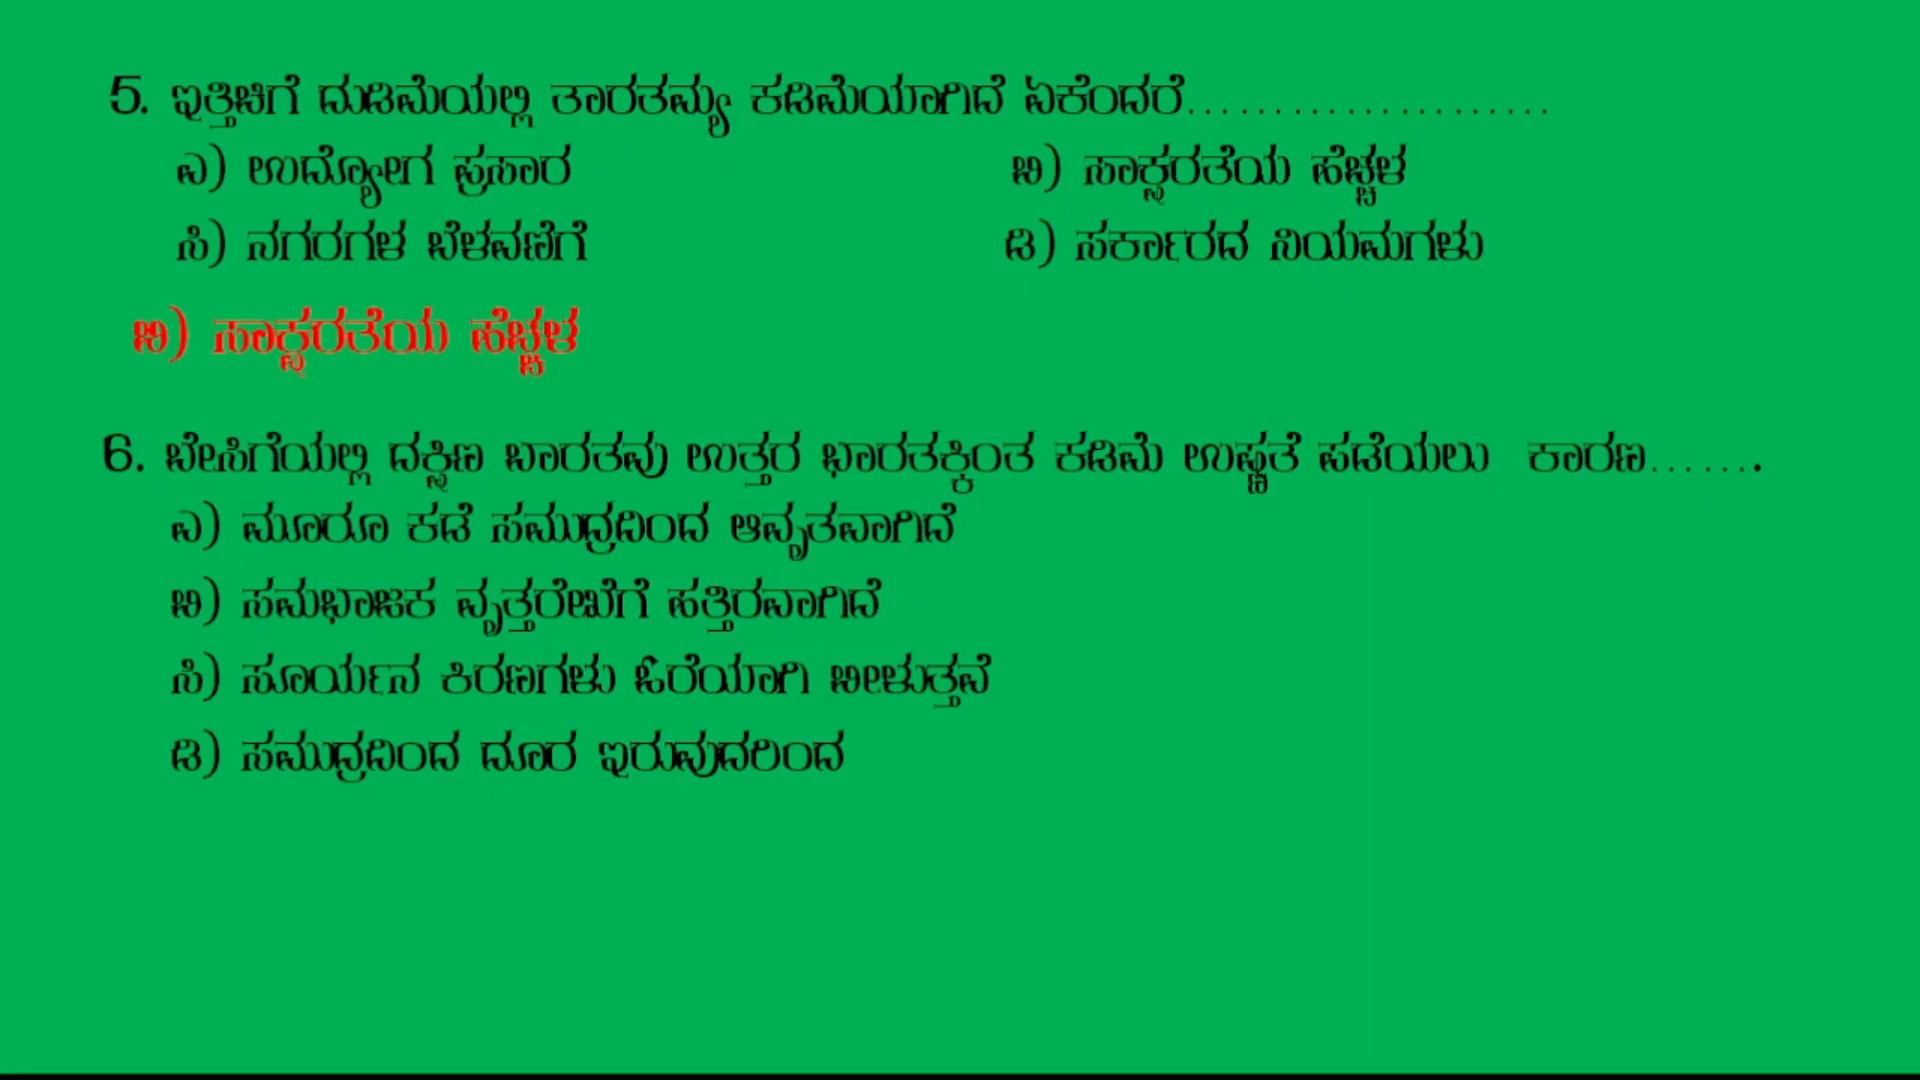 5. ಇತ್ತಿಚಿಗೆ ದುಡಿಮೆಯಲ್ಲಿ ತಾರತಮ್ಯ ಕಡಿಮೆಯಾಗಿದೆ ಏಕೆಂದರೆ.....................
ಎ) ಉದ್ಯೋಗ ಪ್ರಸಾರ ಬಿ) ಸಾಕ್ಷರತೆಯ ಹೆಚ್ಚಳ
ಸಿ) ನಗರಗಳ ಬೆಳವಣಿಗೆ ಡಿ) ಸರ್ಕಾರದ ನಿಯಮಗಳು
ಬಿ) ಸಾಕ್ಷರತೆಯ ಹೆಚ್ಚಳ
6. ಬೇಸಿಗೆಯಲ್ಲಿ ದಕ್ಷಿಣ ಬಾರತವು ಉತ್ತರ ಭಾರತಕ್ಕಿಂತ ಕಡಿಮೆ ಉಷ್ಣತೆ ಪಡೆಯಲು ಕಾರಣ.......
ಎ) ಮೂರೂ ಕಡೆ ಸಮುದ್ರದಿಂದ ಆವೃತವಾಗಿದೆ
ಬಿ) ಸಮಭಾಜಕ ವೃತ್ತರೇಖೆಗೆ ಹತ್ತಿರವಾಗಿದೆ
ಸಿ) ಸೂರ್ಯನ ಕಿರಣಗಳು ಓರೆಯಾಗಿ ಬೀಳುತ್ತವೆ
ಡಿ) ಸಮುದ್ರದಿಂದ ದೂರ ಇರುವುದರಿಂದ